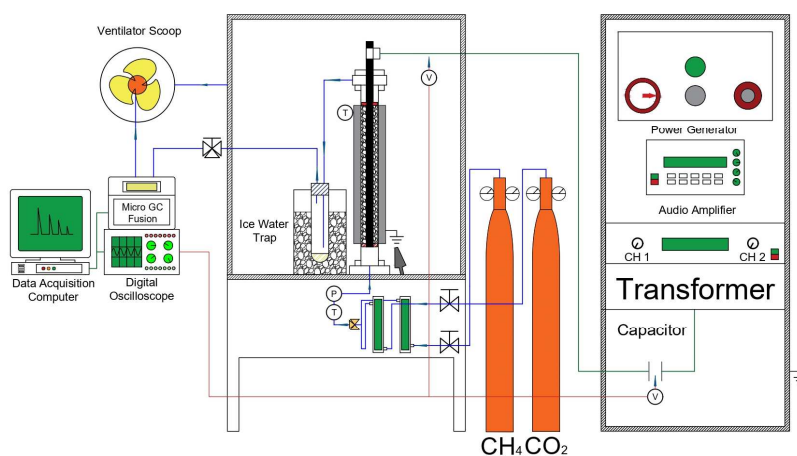 Ventilator Scoop
V
T
Power Generator
Micro GC
Fusion
Ice Water
Trap
Audio Amplifier
CH 1
CH 2
Data Acquisition
Computer
Digital
Oscilloscope
P
T
Transformer
Capacitor
V
CH₄ CO₂